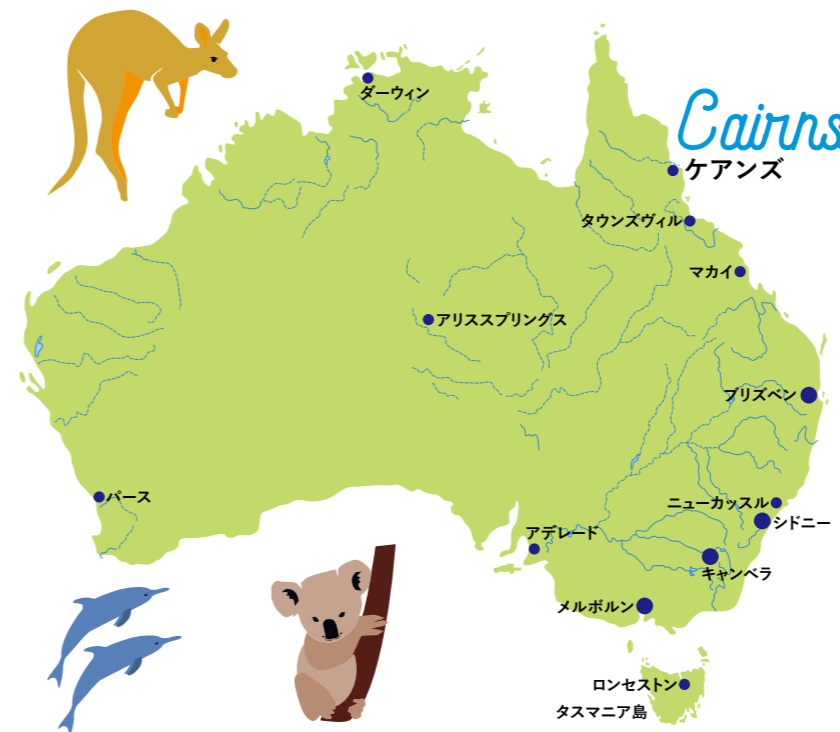 ダーウィン
Cairns
ケアンズ
タウンズヴィル
マカイ
アリススプリングス
ブリズベン
パース
ニューカッスル
シドニー
アデレード
キャンベラ
メルボルン
ロンセストン
タスマニア島